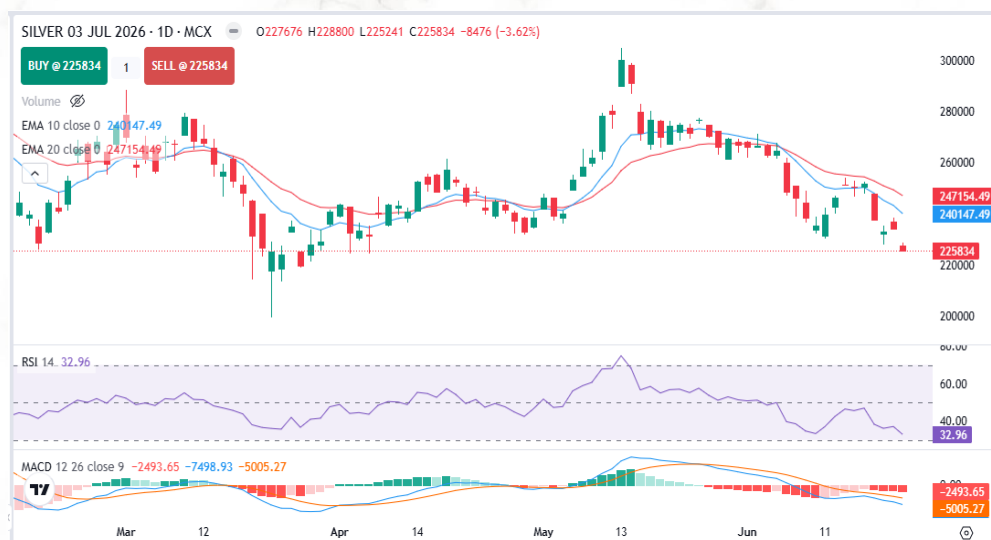 SILVER 03 JUL 2026 · 1D · MCX O227676 H228800 L225241 C225834 −8476 (−3.62%)
BUY @ 225834 1 SELL @ 225834
Volume
EMA 10 close 0 240147.49
EMA 20 close 0 247154.49
300000
280000
260000
247154.49
240147.49
225834
220000
200000
RSI 14 32.96
80.00
60.00
40.00
32.96
MACD 12 26 close 9 −2493.65 −7498.93 −5005.27
0.00
−2493.65
−5005.27
Mar 12 Apr 14 May 13 Jun 11